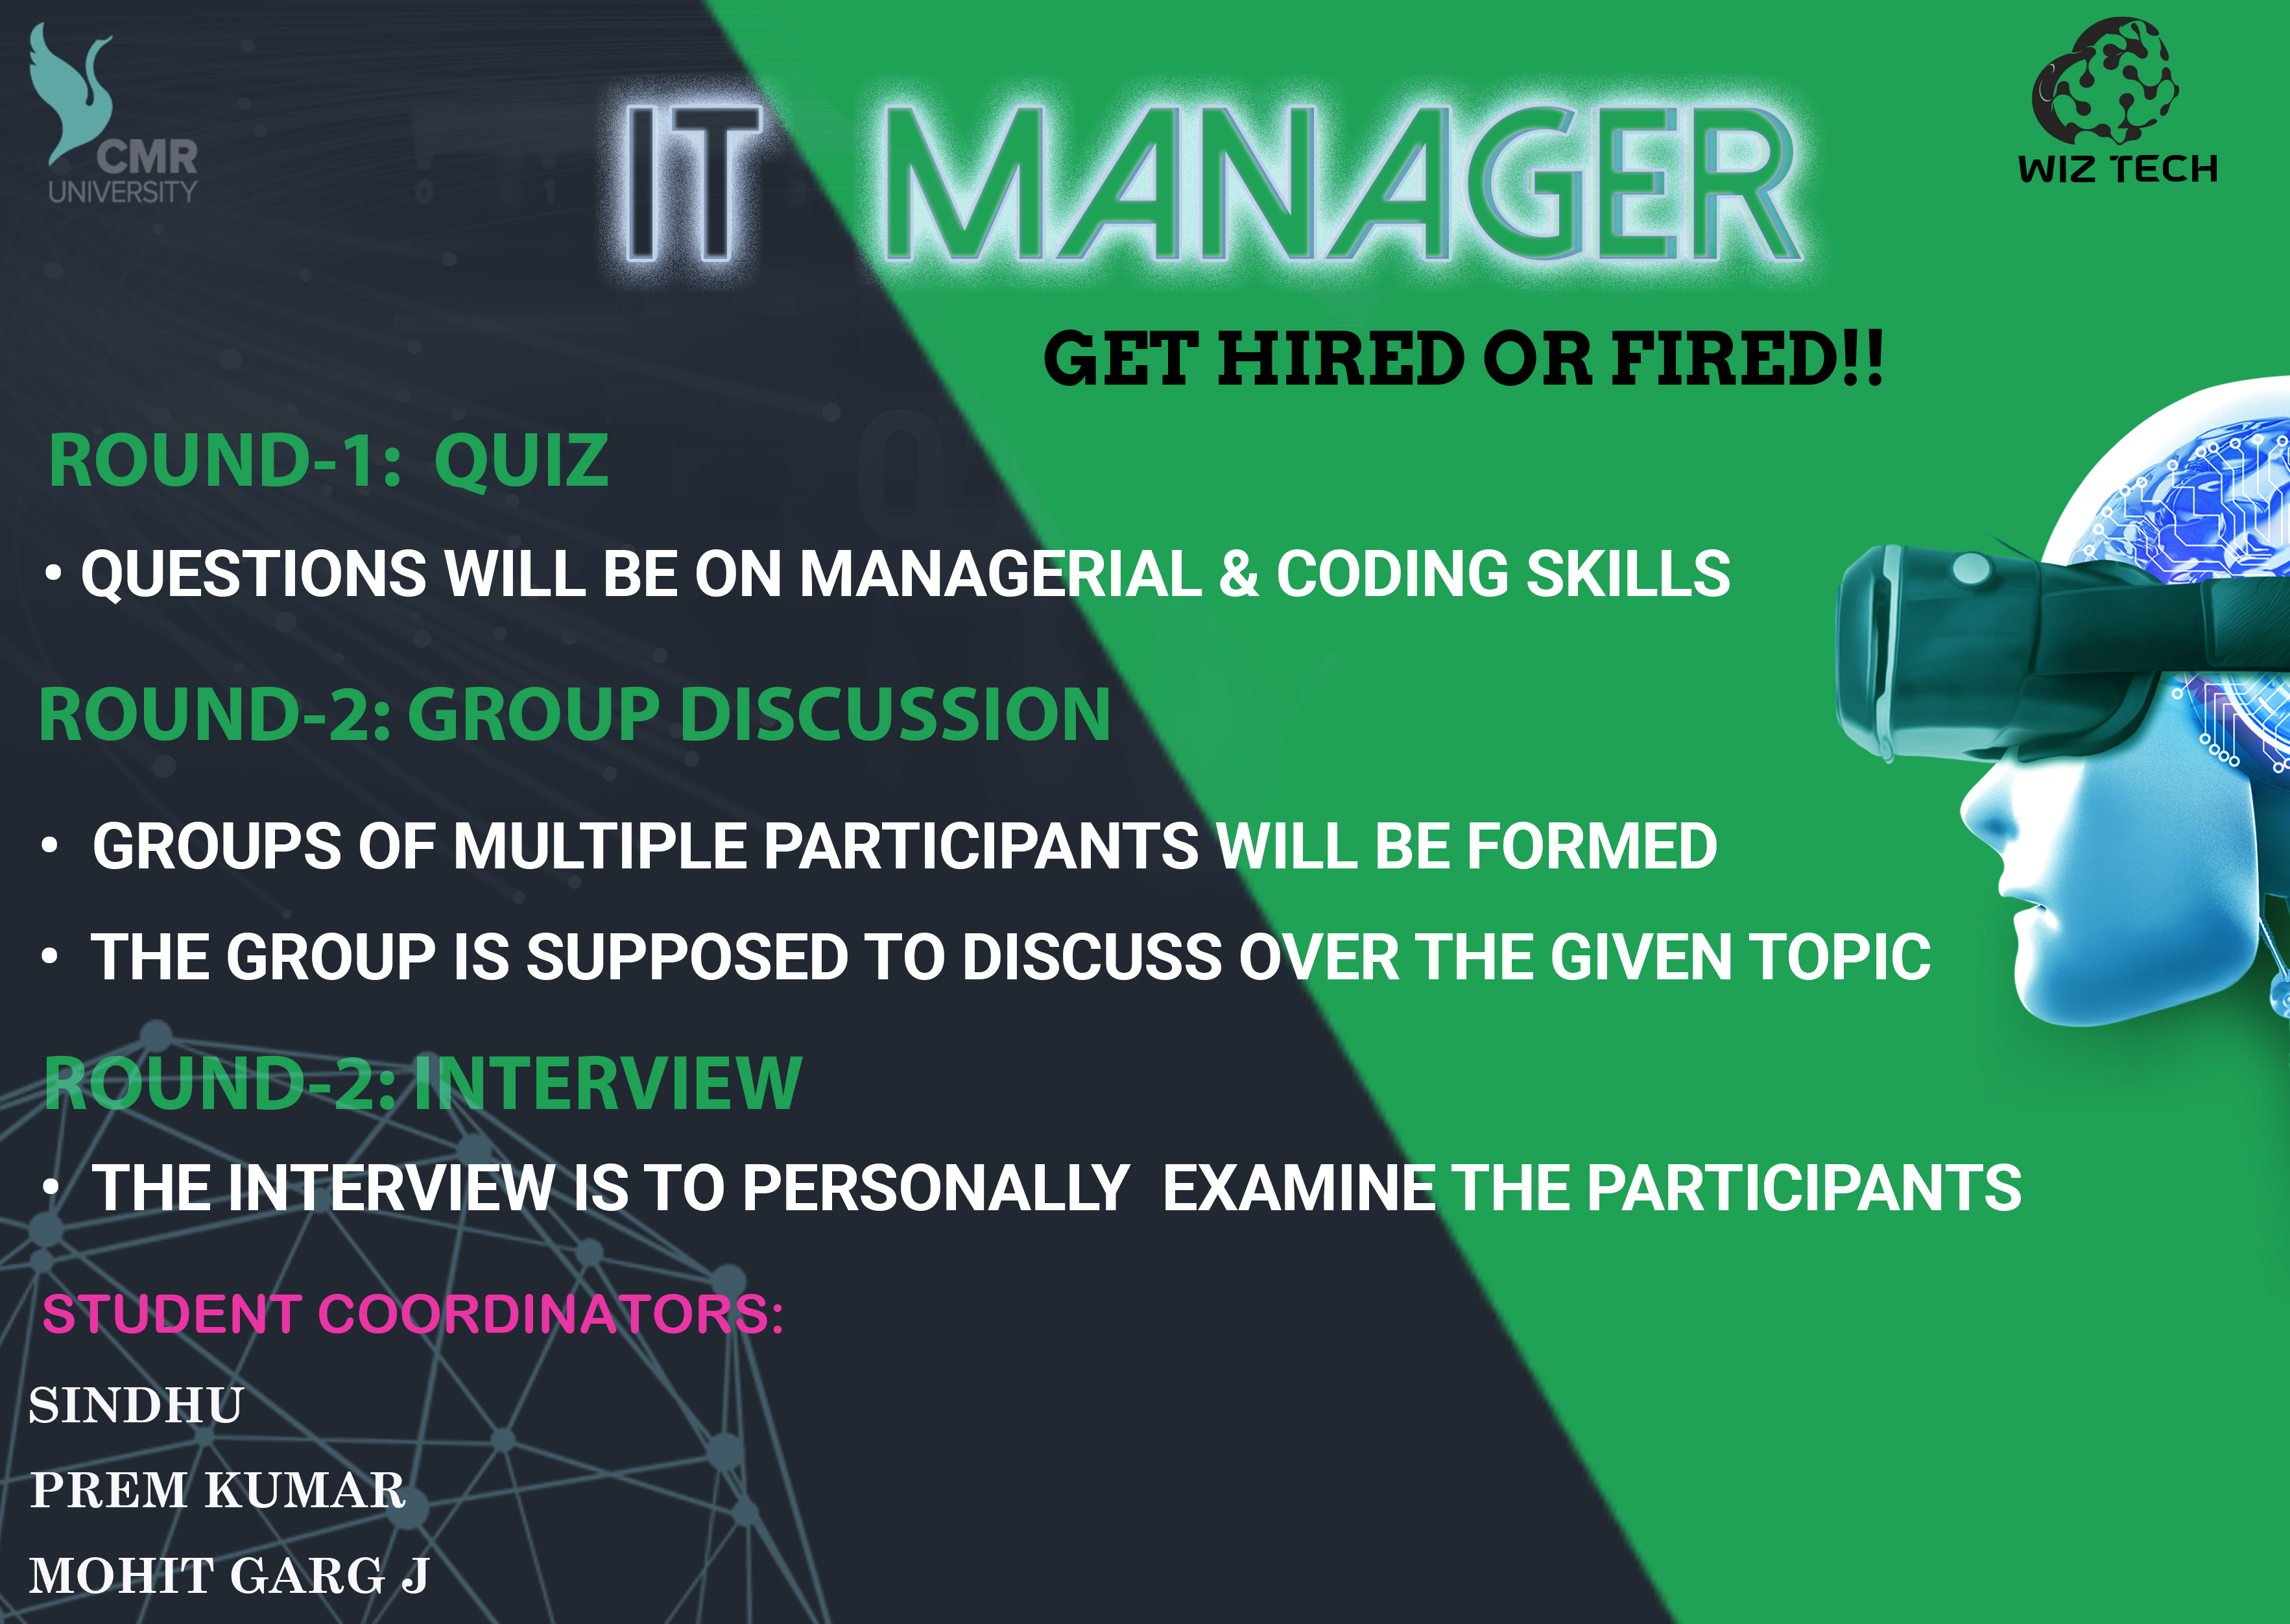 CMR
UNIVERSITY
WIZ TECH
IT MANAGER
GET HIRED OR FIRED!!
ROUND-1: QUIZ
• QUESTIONS WILL BE ON MANAGERIAL & CODING SKILLS
ROUND-2: GROUP DISCUSSION
• GROUPS OF MULTIPLE PARTICIPANTS WILL BE FORMED
• THE GROUP IS SUPPOSED TO DISCUSS OVER THE GIVEN TOPIC
ROUND-2: INTERVIEW
• THE INTERVIEW IS TO PERSONALLY EXAMINE THE PARTICIPANTS
STUDENT COORDINATORS:
SINDHU
PREM KUMAR
MOHIT GARG J